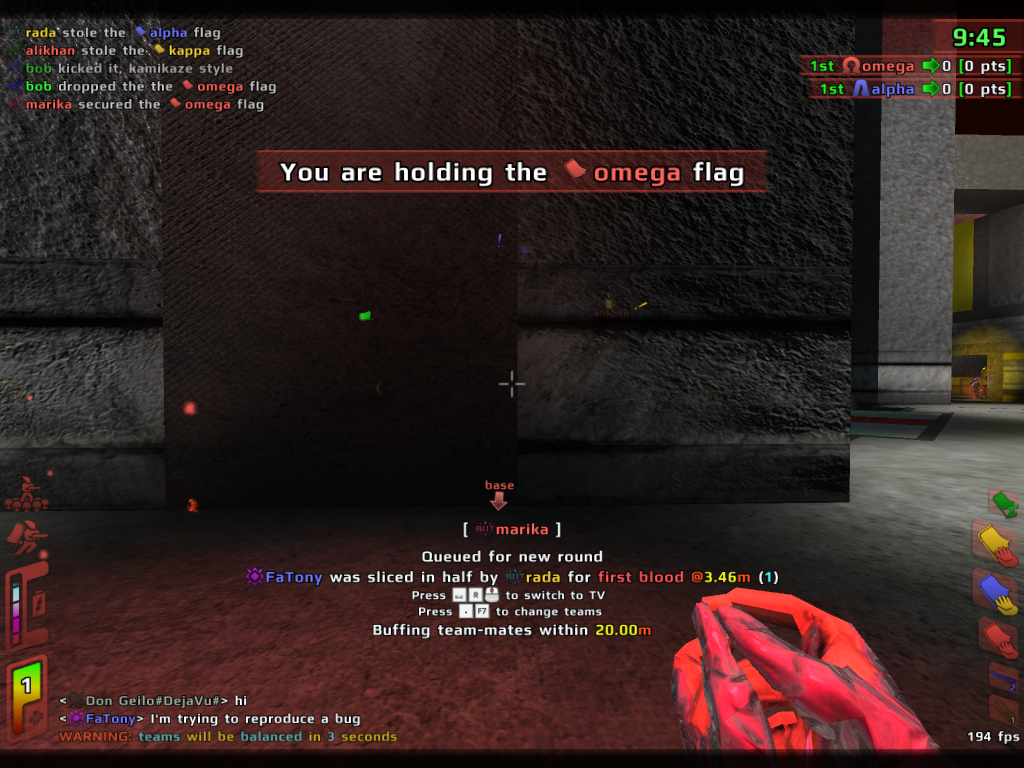 rada stole the alpha flag
alikhan stole the kappa flag
bob kicked it, kamikaze style
bob dropped the the omega flag
marika secured the omega flag
9:45
1st omega 0 [0 pts]
1st alpha 0 [0 pts]
You are holding the omega flag
base
[ BOT marika ]
Queued for new round
FaTony was sliced in half by BOT rada for first blood @3.46m (1)
Press R to switch to TV
Press . F7 to change teams
Buffing team-mates within 20.00m
1
< Don Geilo#DejaVu#> hi
<FaTony> I'm trying to reproduce a bug
WARNING: teams will be balanced in 3 seconds
2
1
194 fps